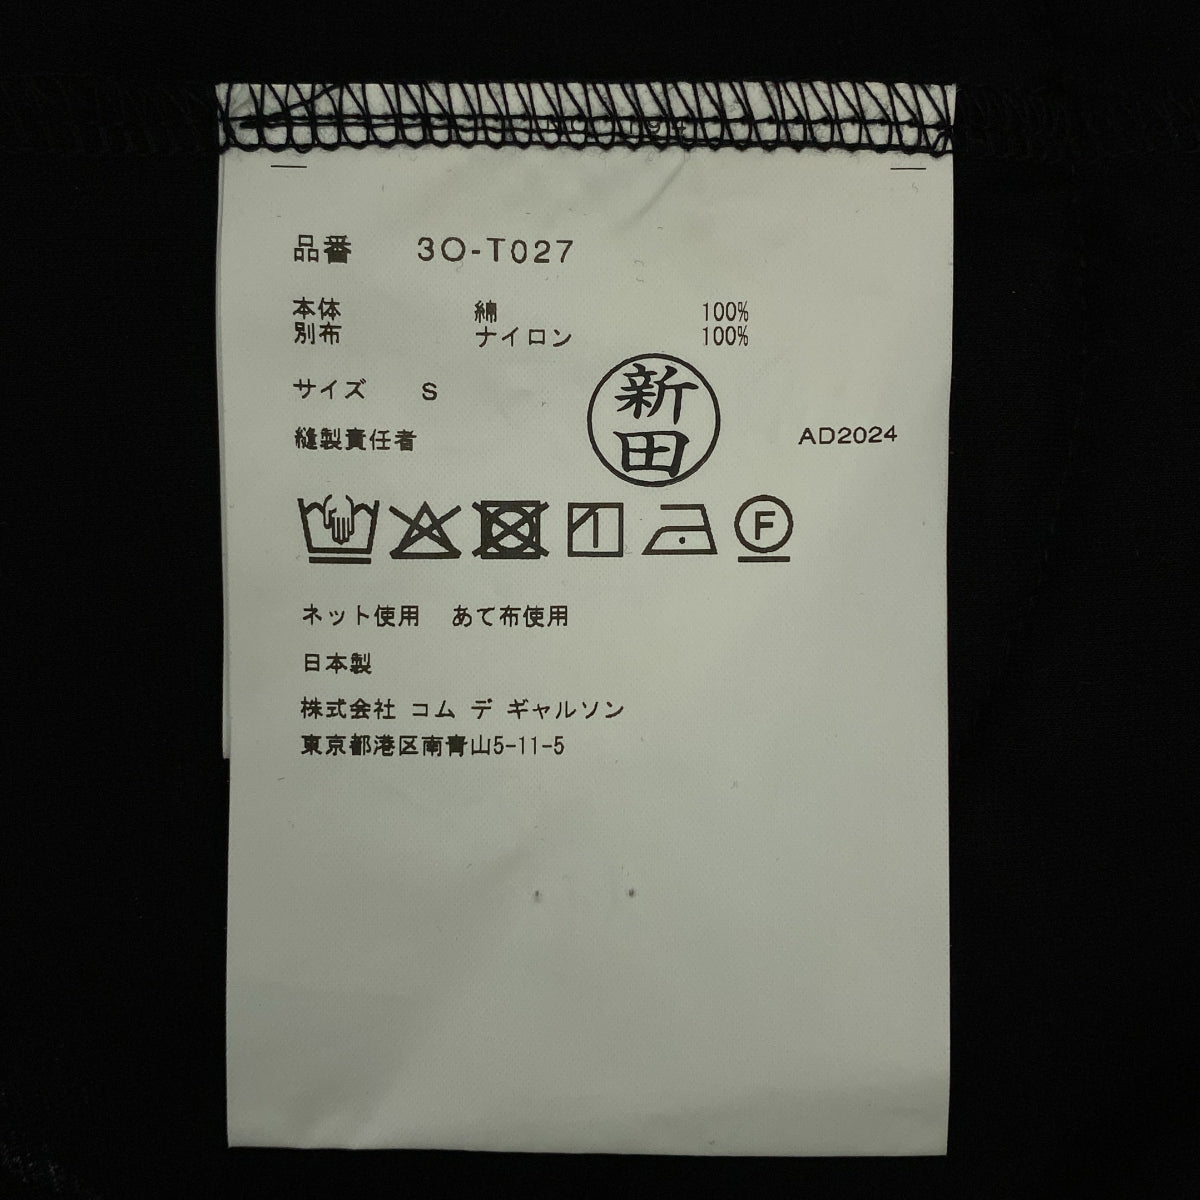 品番 3O-T027
本体 綿 100%
別布 ナイロン 100%
サイズ S
縫製責任者 新田 AD2024
F
ネット使用 あて布使用
日本製
株式会社 コム デ ギャルソン
東京都港区南青山5-11-5